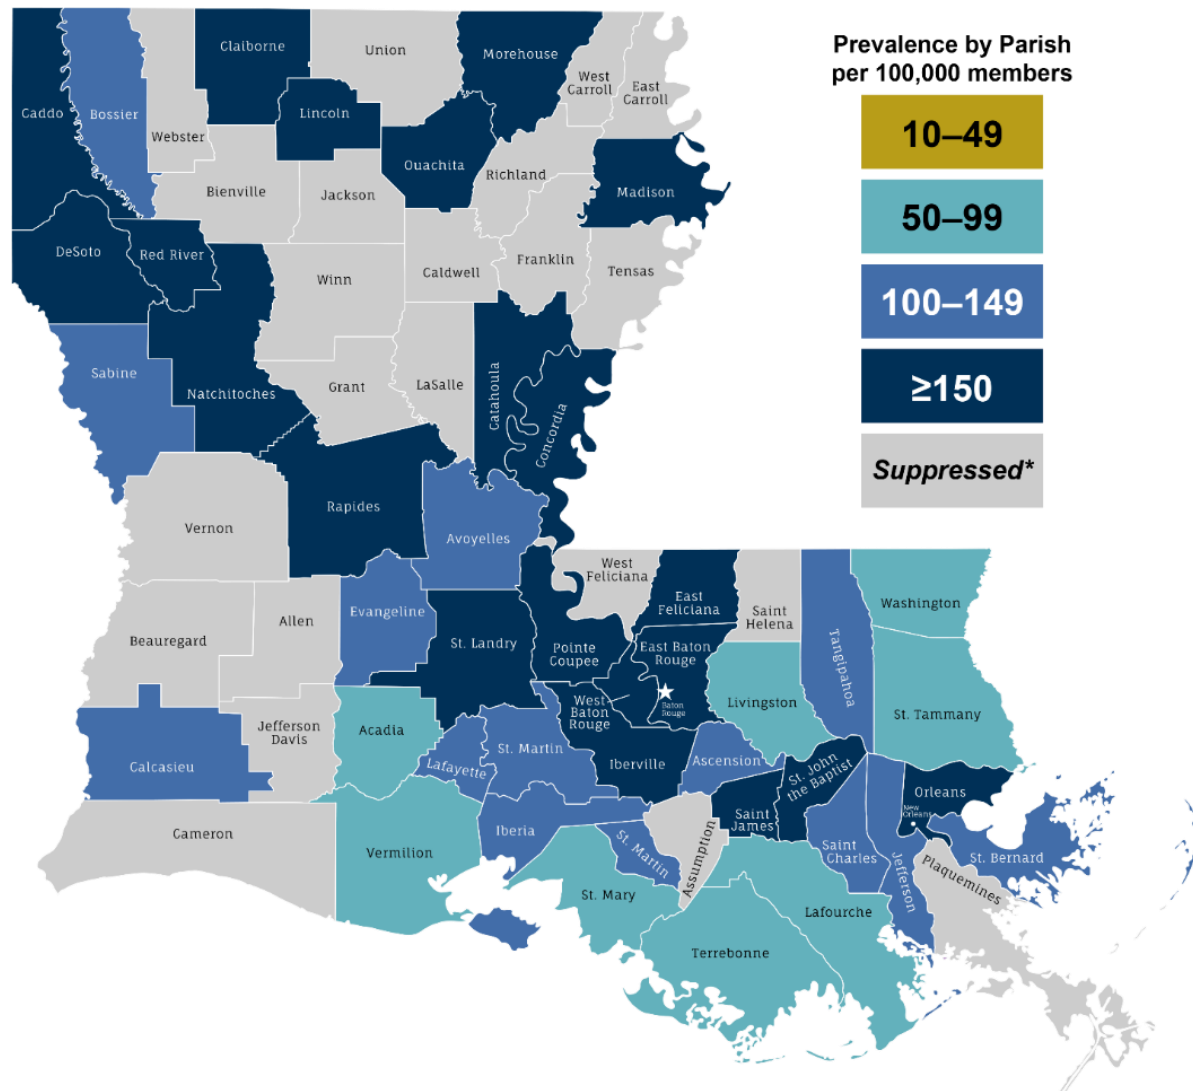 Prevalence by Parish
per 100,000 members
10–49
50–99
100–149
≥150
Suppressed*
Caddo
Bossier
Webster
Claiborne
Lincoln
Union
Morehouse
West
Carroll
East
Carroll
Ouachita
Richland
Madison
Bienville
Jackson
DeSoto
Red River
Winn
Caldwell
Franklin
Tensas
Sabine
Natchitoches
Grant
LaSalle
Catahoula
Concordia
Vernon
Rapides
Avoyelles
West
Feliciana
East
Feliciana
Saint
Helena
Tangipahoa
Washington
Beauregard
Allen
Evangeline
St. Landry
Pointe
Coupee
East Baton
Rouge
Baton
Rouge
West
Baton
Rouge
Livingston
St. Tammany
Calcasieu
Jefferson
Davis
Acadia
Lafayette
St. Martin
Iberville
Ascension
St. John
the Baptist
Orleans
New
Orleans
Cameron
Vermilion
Iberia
St. Martin
Assumption
Saint
James
Saint
Charles
Jefferson
St. Bernard
Plaquemines
St. Mary
Lafourche
Terrebonne